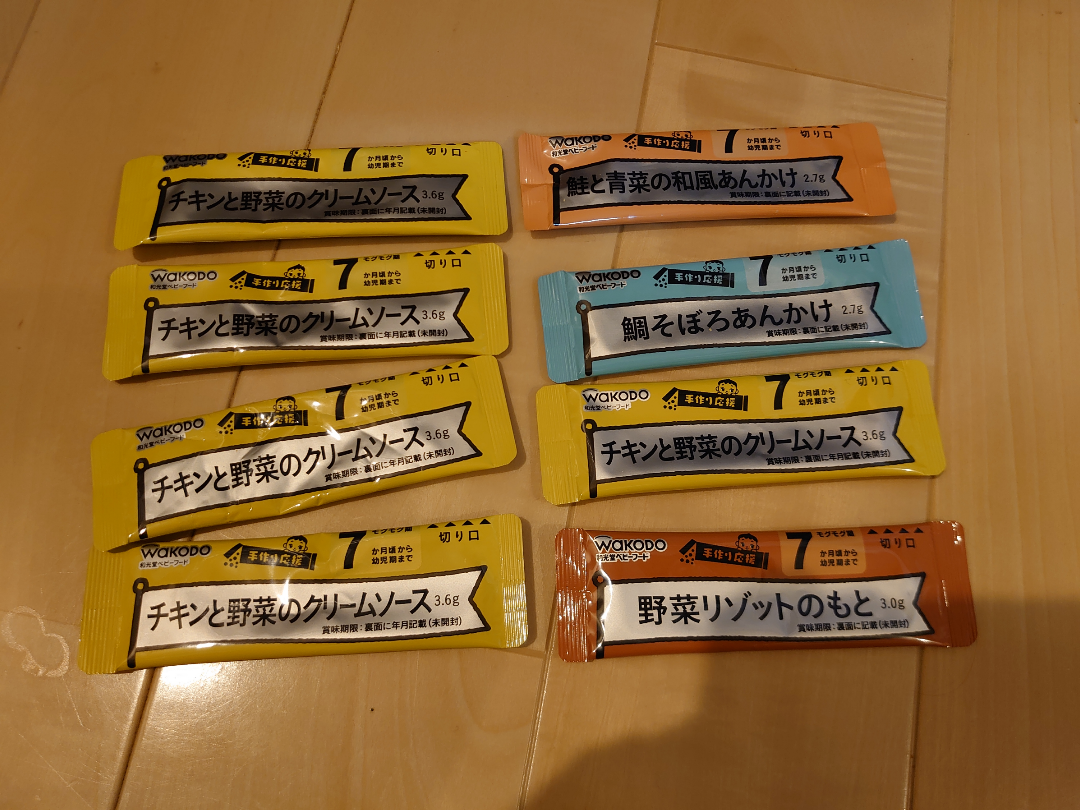 WAKODO
和光堂ベビーフード
手作り応援
7
か月頃から
幼児期まで
切り口
チキンと野菜のクリームソース 3.6g
賞味期限：裏面に年月記載（未開封）
WAKODO
和光堂ベビーフード
手作り応援
7
モグモグ期
か月頃から
幼児期まで
切り口
チキンと野菜のクリームソース 3.6g
賞味期限：裏面に年月記載（未開封）
WAKODO
和光堂ベビーフード
手作り応援
7
モグモグ期
か月頃から
幼児期まで
切り口
チキンと野菜のクリームソース 3.6g
賞味期限：裏面に年月記載（未開封）
WAKODO
和光堂ベビーフード
手作り応援
7
モグモグ期
か月頃から
幼児期まで
切り口
チキンと野菜のクリームソース 3.6g
賞味期限：裏面に年月記載（未開封）
WAKODO
和光堂ベビーフード
手作り応援
7
か月頃から
幼児期まで
切り口
鮭と青菜の和風あんかけ 2.7g
賞味期限：裏面に年月記載（未開封）
WAKODO
和光堂ベビーフード
手作り応援
7
モグモグ期
か月頃から
幼児期まで
切り口
鯛そぼろあんかけ 2.7g
賞味期限：裏面に年月記載（未開封）
WAKODO
和光堂ベビーフード
手作り応援
7
モグモグ期
か月頃から
幼児期まで
切り口
チキンと野菜のクリームソース 3.6g
賞味期限：裏面に年月記載（未開封）
WAKODO
和光堂ベビーフード
手作り応援
7
モグモグ期
か月頃から
幼児期まで
切り口
野菜リゾットのもと 3.0g
賞味期限：裏面に年月記載（未開封）